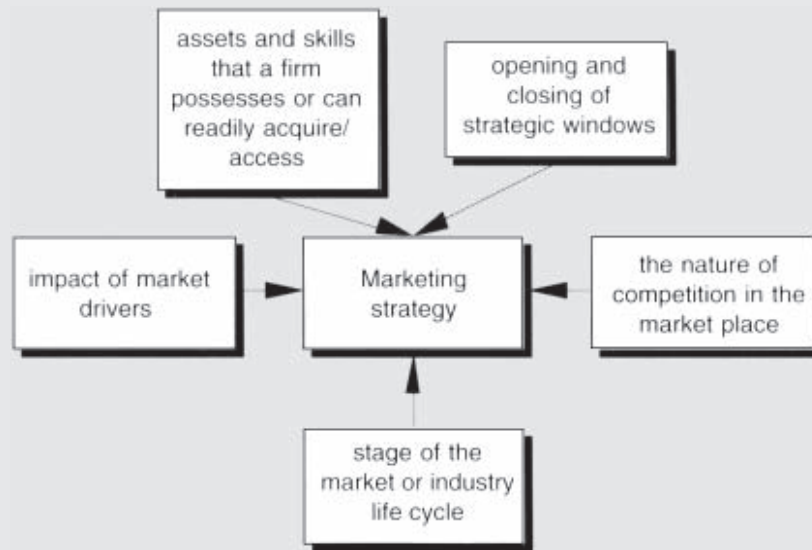 assets and skills
that a firm
possesses or can
readily acquire/
access
opening and
closing of
strategic windows
impact of market
drivers
Marketing
strategy
the nature of
competition in the
market place
stage of the
market or industry
life cycle